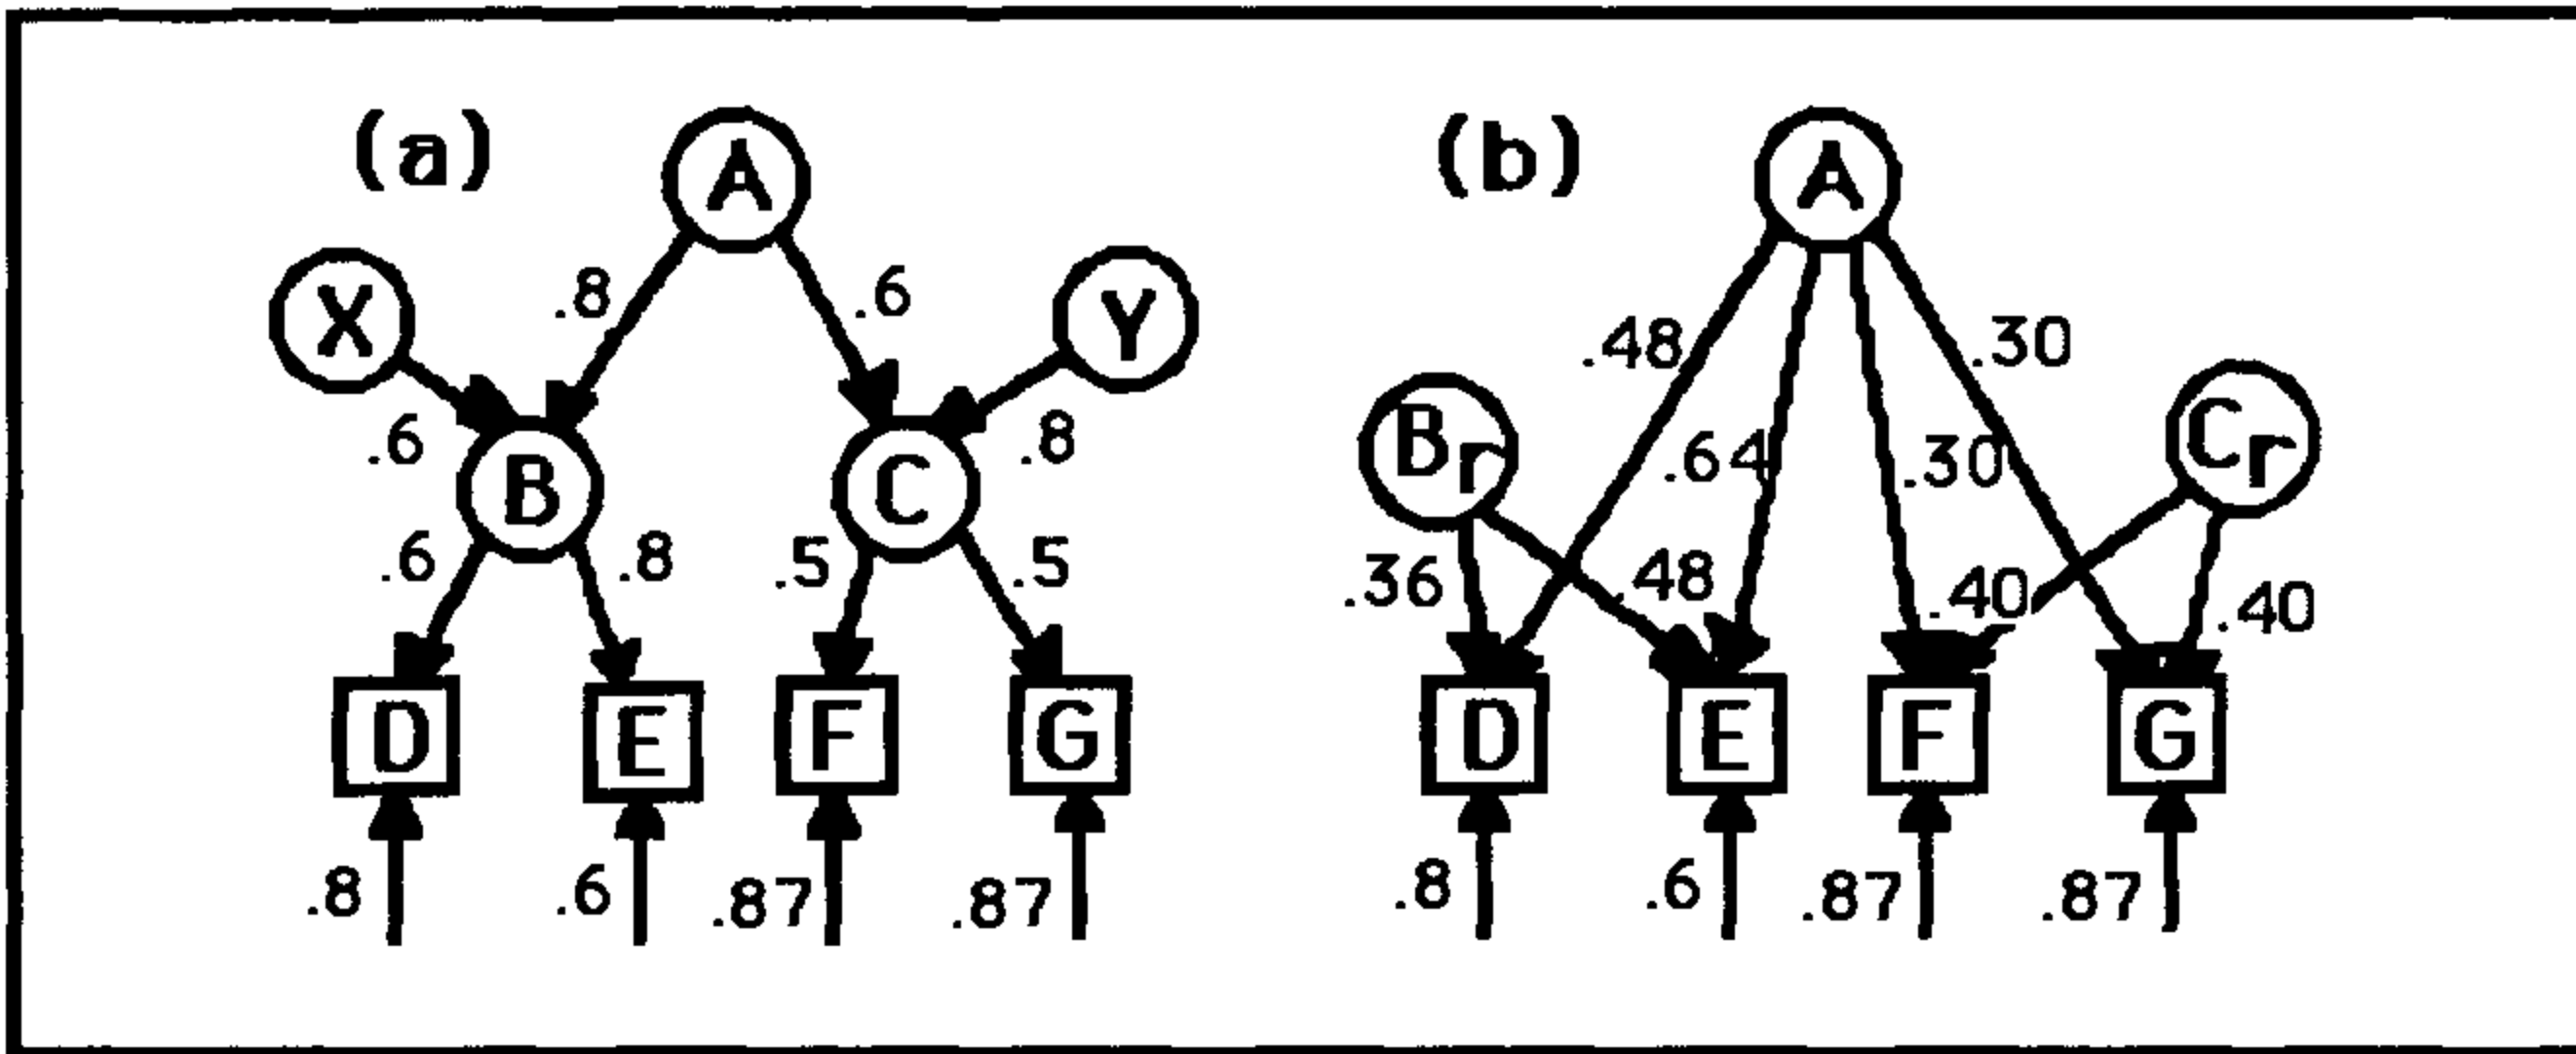 (a) A (b) A
X .8 .6 Y
.48 .30
.6 B C .8 Br .64 .30 Cr
.6 .8 .5 .5 .36 .48 .40 .40
D E F G D E F G
.8 .6 .87 .87 .8 .6 .87 .87